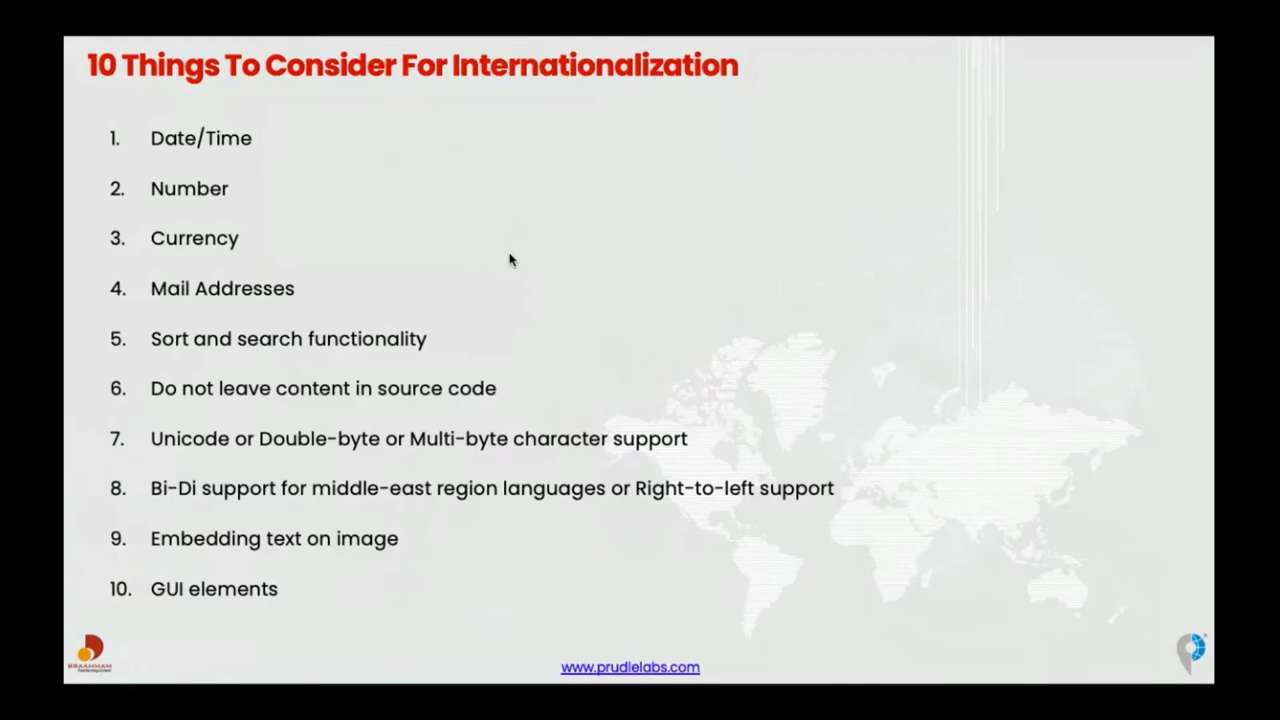 10 Things To Consider For Internationalization
1. Date/Time
2. Number
3. Currency
4. Mail Addresses
5. Sort and search functionality
6. Do not leave content in source code
7. Unicode or Double-byte or Multi-byte character support
8. Bi-Di support for middle-east region languages or Right-to-left support
9. Embedding text on image
10. GUI elements
BRAAHMAM
www.prudlelabs.com